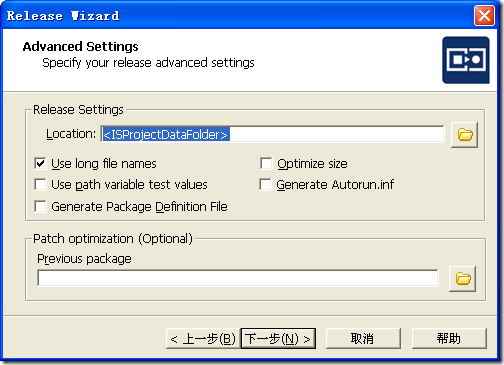 Release Wizard
Advanced Settings
Specify your release advanced settings
Release Settings
Location: <ISProjectDataFolder>
Use long file names
Optimize size
Use path variable test values
Generate Autorun.inf
Generate Package Definition File
Patch optimization (Optional)
Previous package
< 上一步(B) 下一步(N) > 取消 帮助